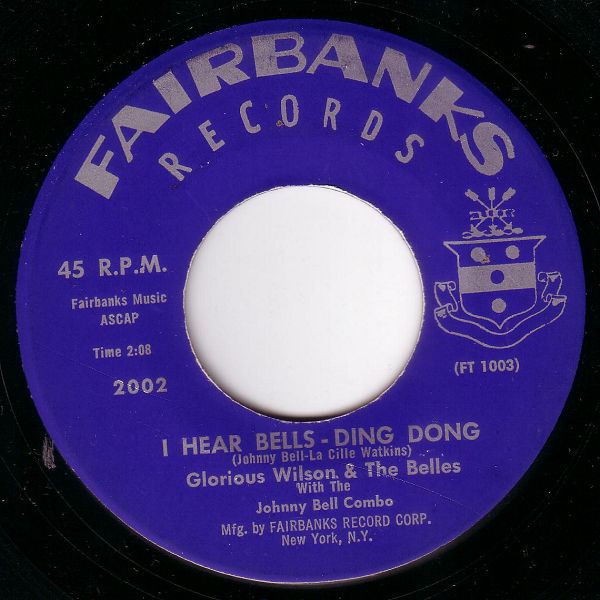 FAIRBANKS
RECORDS
45 R.P.M.
Fairbanks Music
ASCAP
Time 2:08
2002
(FT 1003)
I HEAR BELLS - DING DONG
(Johnny Bell-La Cille Watkins)
Glorious Wilson & The Belles
With The
Johnny Bell Combo
Mfg. by FAIRBANKS RECORD CORP.
New York, N.Y.